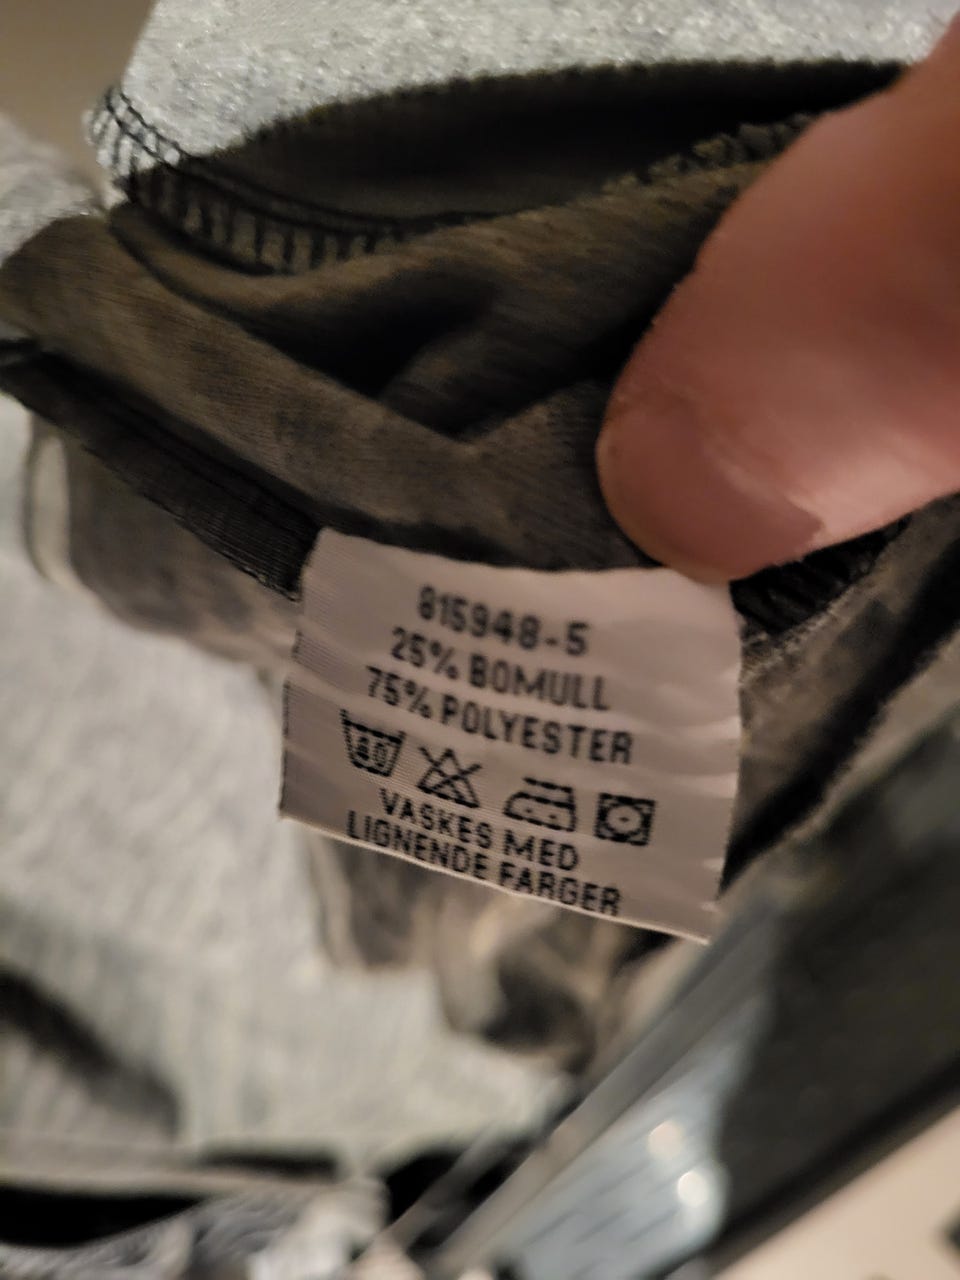 815948-5
25% BOMULL
75% POLYESTER
40
VASKES MED
LIGNENDE FARGER